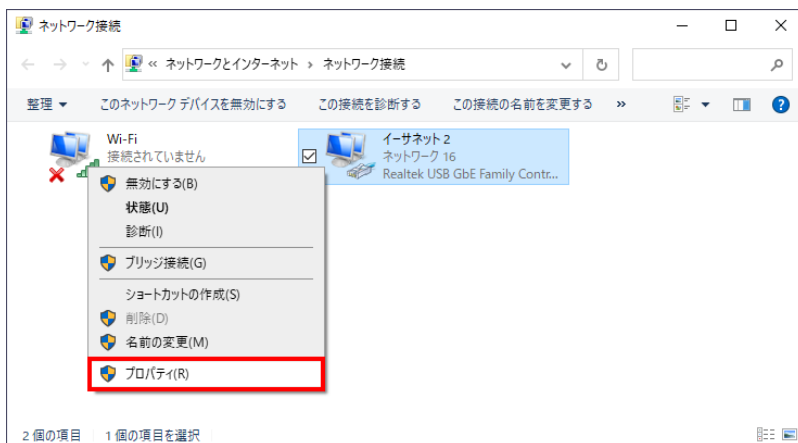 ネットワーク接続
« ネットワークとインターネット › ネットワーク接続
整理 ▼ このネットワーク デバイスを無効にする この接続を診断する この接続の名前を変更する »
Wi-Fi
接続されていません
イーサネット 2
ネットワーク 16
Realtek USB GbE Family Contr...
無効にする(B)
状態(U)
診断(I)
ブリッジ接続(G)
ショートカットの作成(S)
削除(D)
名前の変更(M)
プロパティ(R)
2 個の項目 1 個の項目を選択